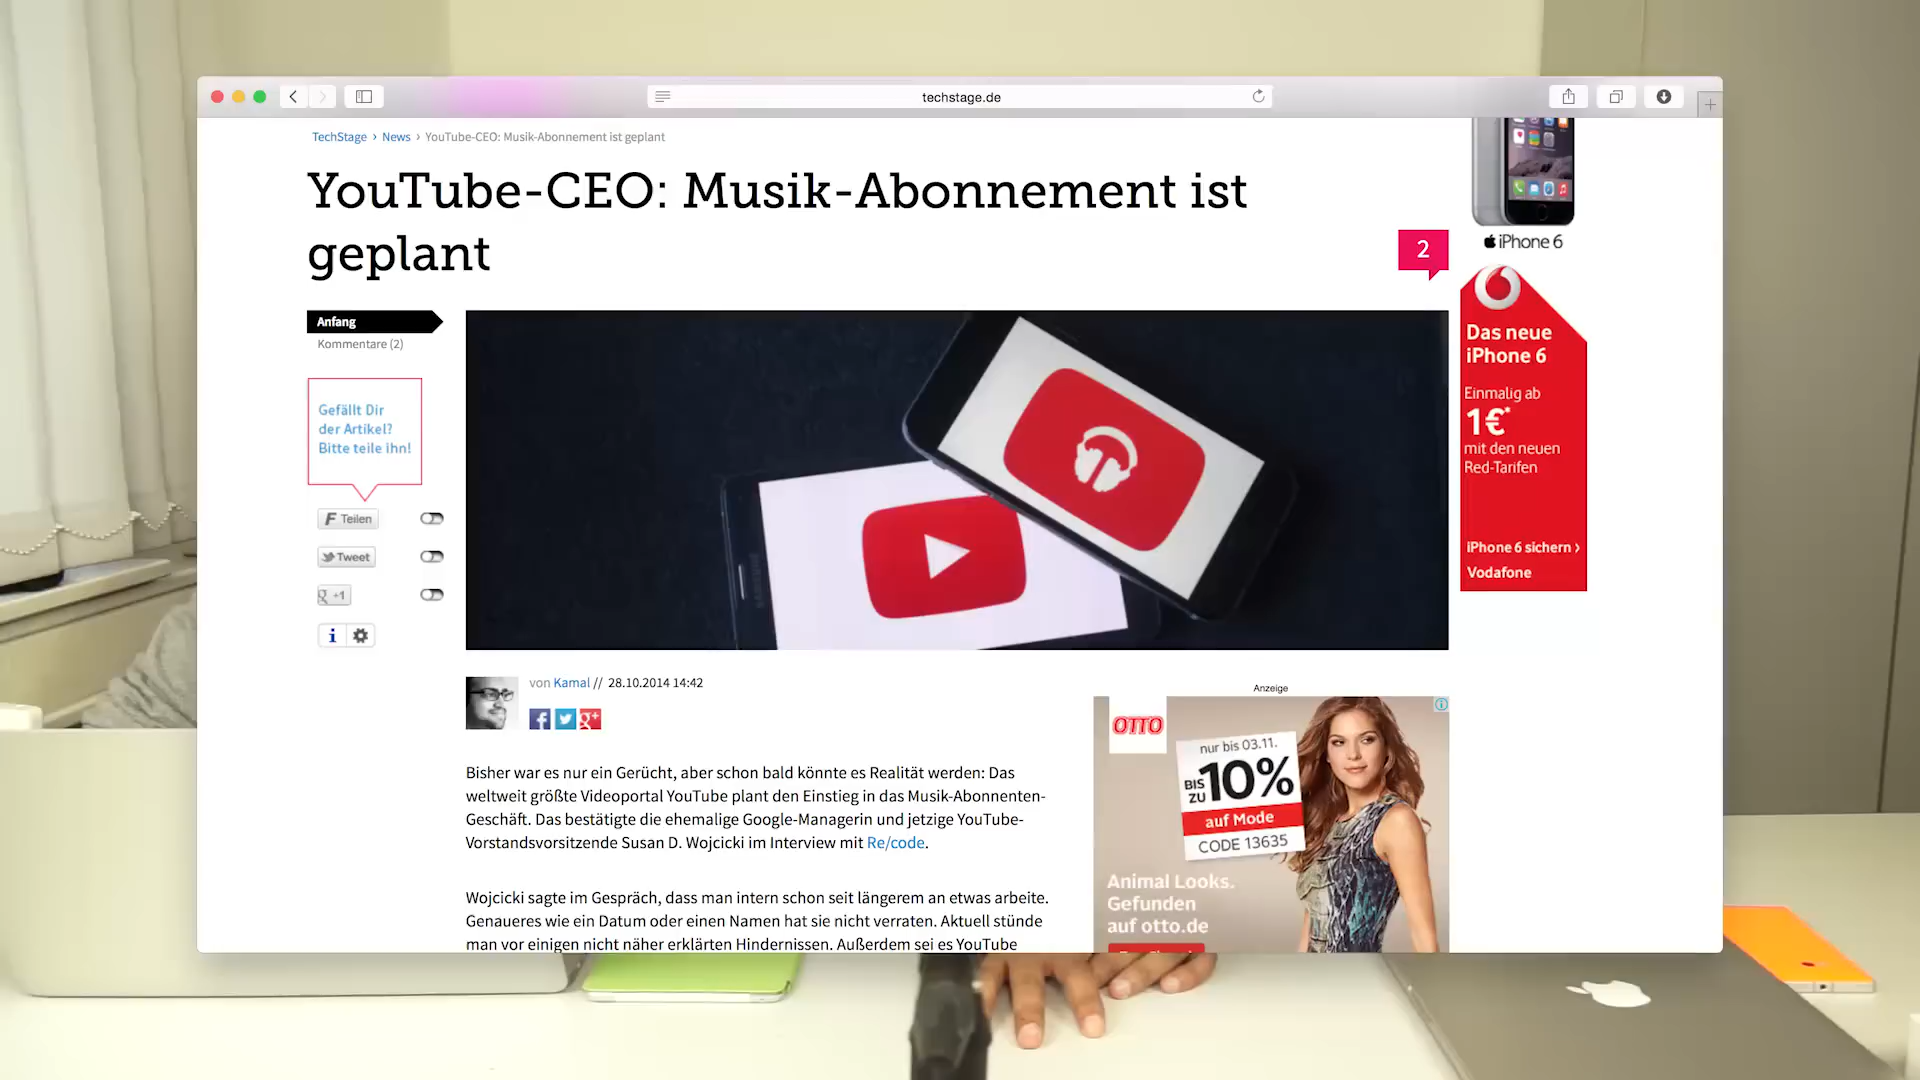 techstage.de
TechStage › News › YouTube-CEO: Musik-Abonnement ist geplant
YouTube-CEO: Musik-Abonnement ist
geplant
2
Anfang
Kommentare (2)
Gefällt Dir
der Artikel?
Bitte teile ihn!
F Teilen
Tweet
g +1
i
SAMSUNG
von Kamal // 28.10.2014 14:42
f
g+
Bisher war es nur ein Gerücht, aber schon bald könnte es Realität werden: Das
weltweit größte Videoportal YouTube plant den Einstieg in das Musik-Abonnenten-
Geschäft. Das bestätigte die ehemalige Google-Managerin und jetzige YouTube-
Vorstandsvorsitzende Susan D. Wojcicki im Interview mit Re/code.
Wojcicki sagte im Gespräch, dass man intern schon seit längerem an etwas arbeite.
Genaueres wie ein Datum oder einen Namen hat sie nicht verraten. Aktuell stünde
man vor einigen nicht näher erklärten Hindernissen. Außerdem sei es YouTube
Anzeige
OTTO
nur bis 03.11.
BIS ZU 10%
auf Mode
CODE 13635
Animal Looks.
Gefunden
auf otto.de
iPhone 6
Das neue
iPhone 6
Einmalig ab
1€*
mit den neuen
Red-Tarifen
iPhone 6 sichern ›
Vodafone